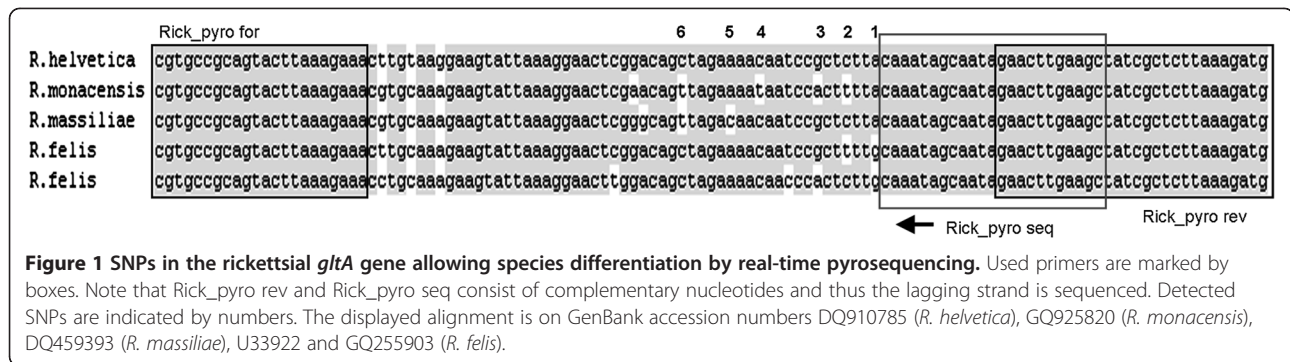 Rick_pyro for 6 5 4 3 2 1
R.helvetica cgtgccgcagtacttaaagaaacttgtaaggaagtattaaaggaactcggacagctagaaaacaatccgctcttacaaatagcaatagaacttgaagctatcgctcttaaagatg
R.monacensis cgtgccgcagtacttaaagaaacgtgcaaagaagtattaaaggaactcgaacagttagaaaataatccacttttacaaatagcaatagaacttgaagctatcgctcttaaagatg
R.massiliae cgtgccgcagtacttaaagaaacgtgcaaagaagtattaaaggaactcgggcagttagacaacaatccgctcttacaaatagcaatagaacttgaagctatcgctcttaaagatg
R.felis cgtgccgcagtacttaaagaaacttgcaaagaagtattaaaggaactcggacagctagaaaacaatccgcttttgcaaatagcaatagaacttgaagctatcgctcttaaagatg
R.felis cgtgccgcagtacttaaagaaacctgcaaagaagtattaaaggaacttggacagctagaaaacaacccactcttgcaaatagcaatagaacttgaagctatcgctcttaaagatg
Rick_pyro seq Rick_pyro rev
Figure 1 SNPs in the rickettsial gltA gene allowing species differentiation by real-time pyrosequencing. Used primers are marked by
boxes. Note that Rick_pyro rev and Rick_pyro seq consist of complementary nucleotides and thus the lagging strand is sequenced. Detected
SNPs are indicated by numbers. The displayed alignment is on GenBank accession numbers DQ910785 (R. helvetica), GQ925820 (R. monacensis),
DQ459393 (R. massiliae), U33922 and GQ255903 (R. felis).